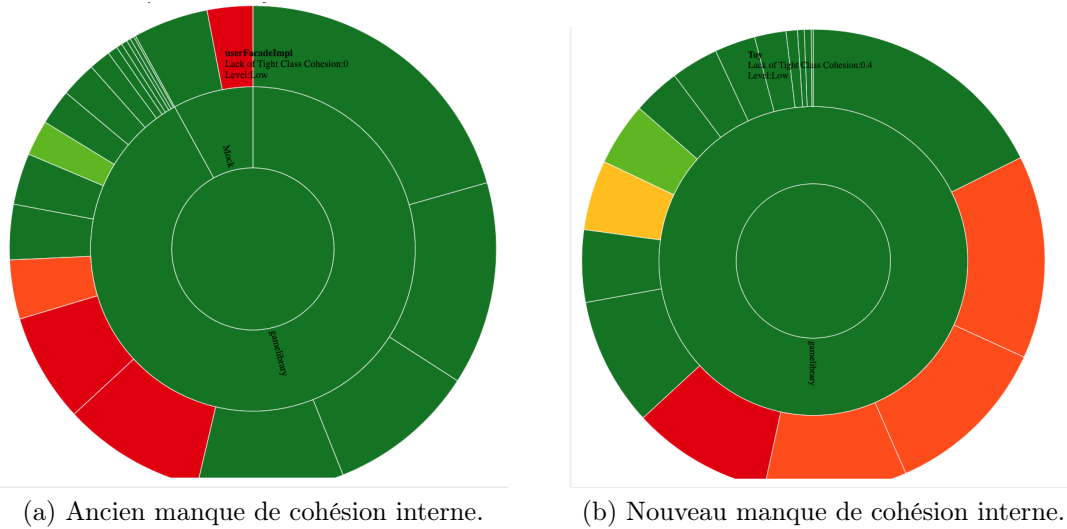 userFacadeImpl
Lack of Tight Class Cohesion:0
Level:Low
Mock
gamelibrary
Toy
Lack of Tight Class Cohesion:0.4
Level:Low
gamelibrary
(a) Ancien manque de cohésion interne.
(b) Nouveau manque de cohésion interne.